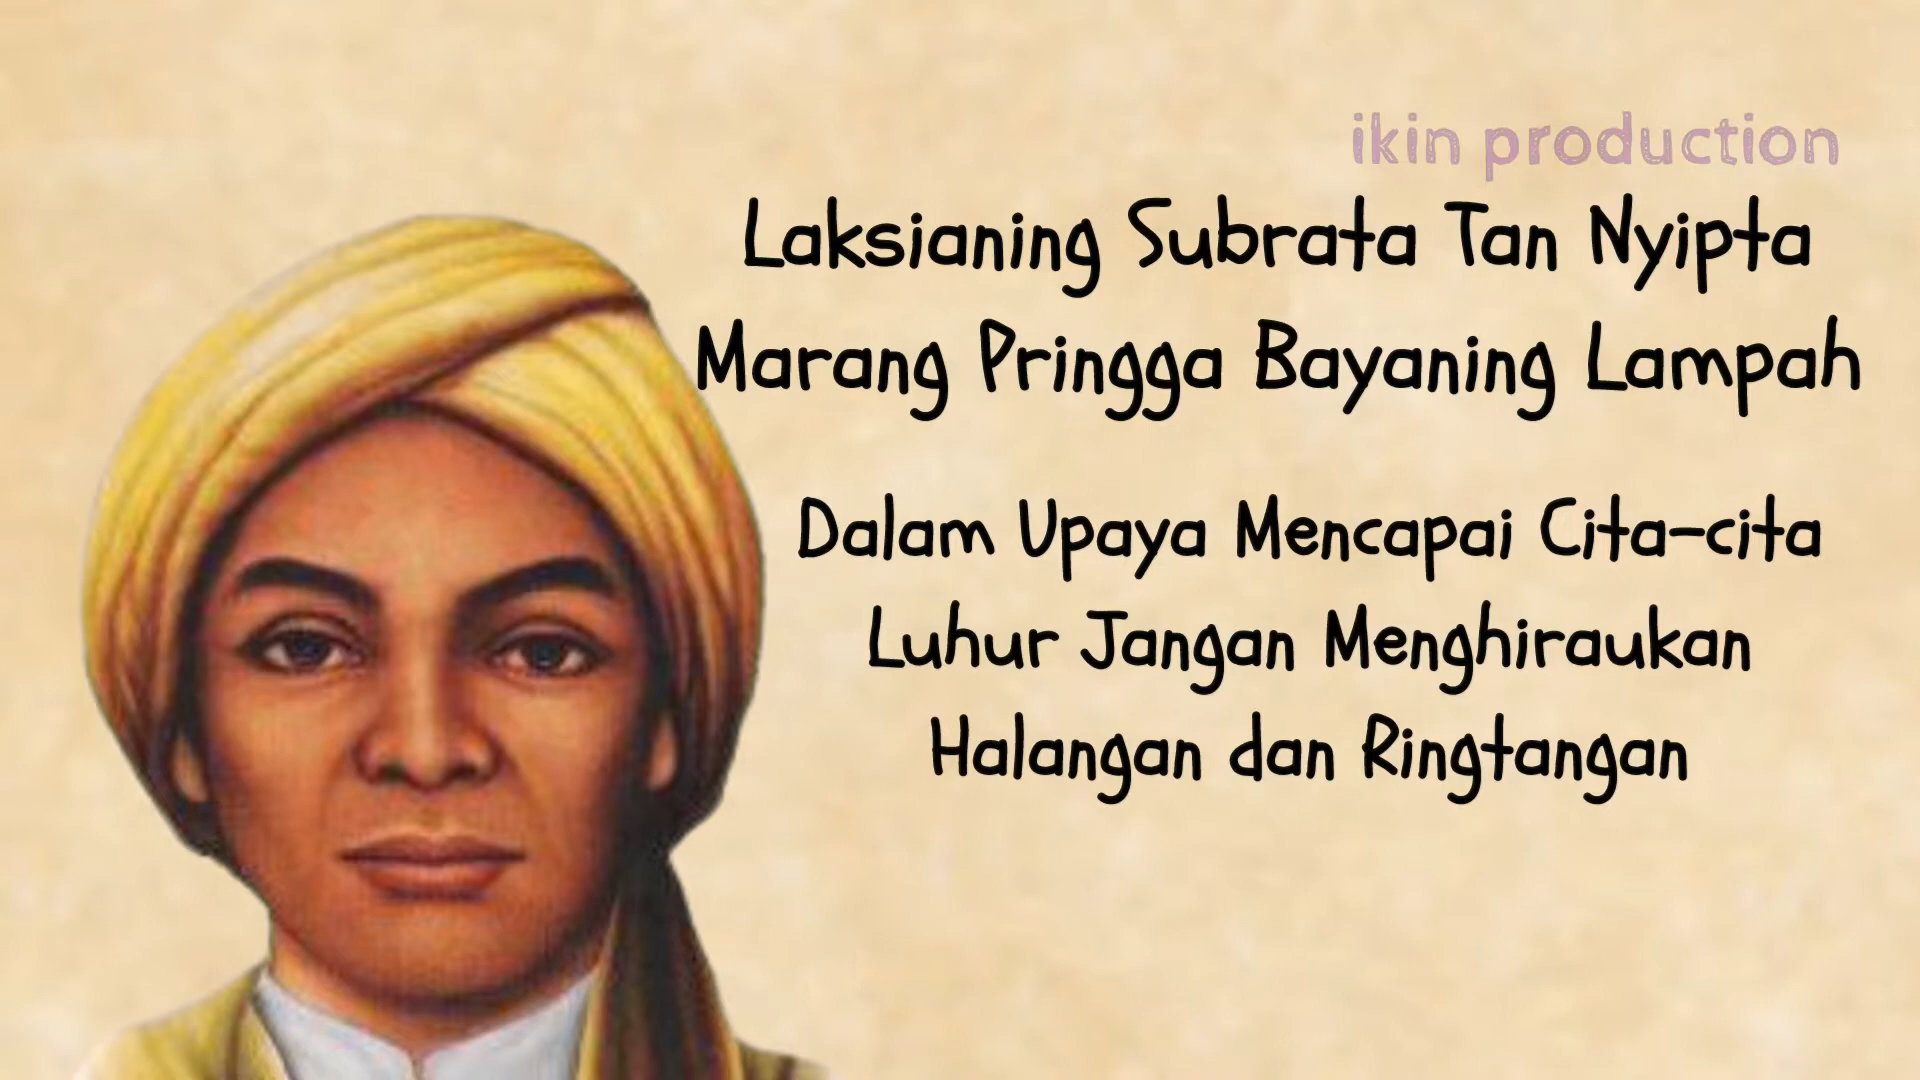 ikin production
Laksianing Subrata Tan Nyipta
Marang Pringga Bayaning Lampah
Dalam Upaya Mencapai Cita-cita
Luhur Jangan Menghiraukan
Halangan dan Ringtangan